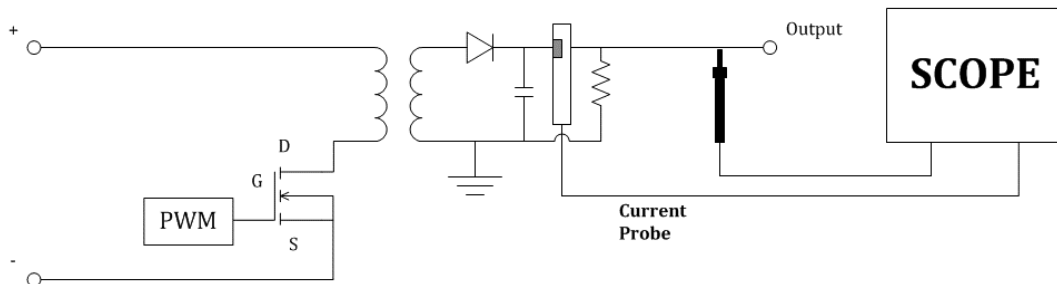 +
Output
SCOPE
D
G
PWM
S
Current
Probe
-